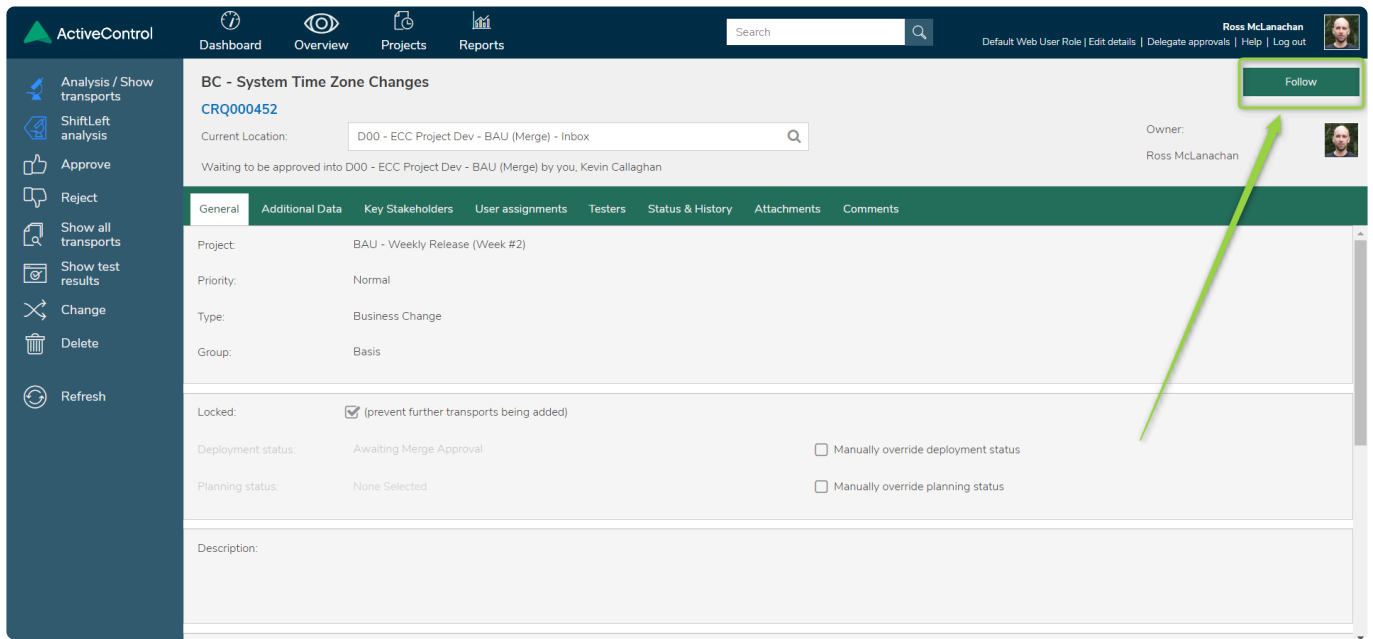 ActiveControl
Dashboard
Overview
Projects
Reports
Search
Ross McLanachan
Default Web User Role | Edit details | Delegate approvals | Help | Log out
Analysis / Show
transports
ShiftLeft
analysis
Approve
Reject
Show all
transports
Show test
results
Change
Delete
Refresh
BC - System Time Zone Changes
Follow
CRQ000452
Current Location: D00 - ECC Project Dev - BAU (Merge) - Inbox
Owner:
Ross McLanachan
Waiting to be approved into D00 - ECC Project Dev - BAU (Merge) by you, Kevin Callaghan
General Additional Data Key Stakeholders User assignments Testers Status & History Attachments Comments
Project: BAU - Weekly Release (Week #2)
Priority: Normal
Type: Business Change
Group: Basis
Locked: (prevent further transports being added)
Deployment status: Awaiting Merge Approval Manually override deployment status
Planning status: None Selected Manually override planning status
Description: